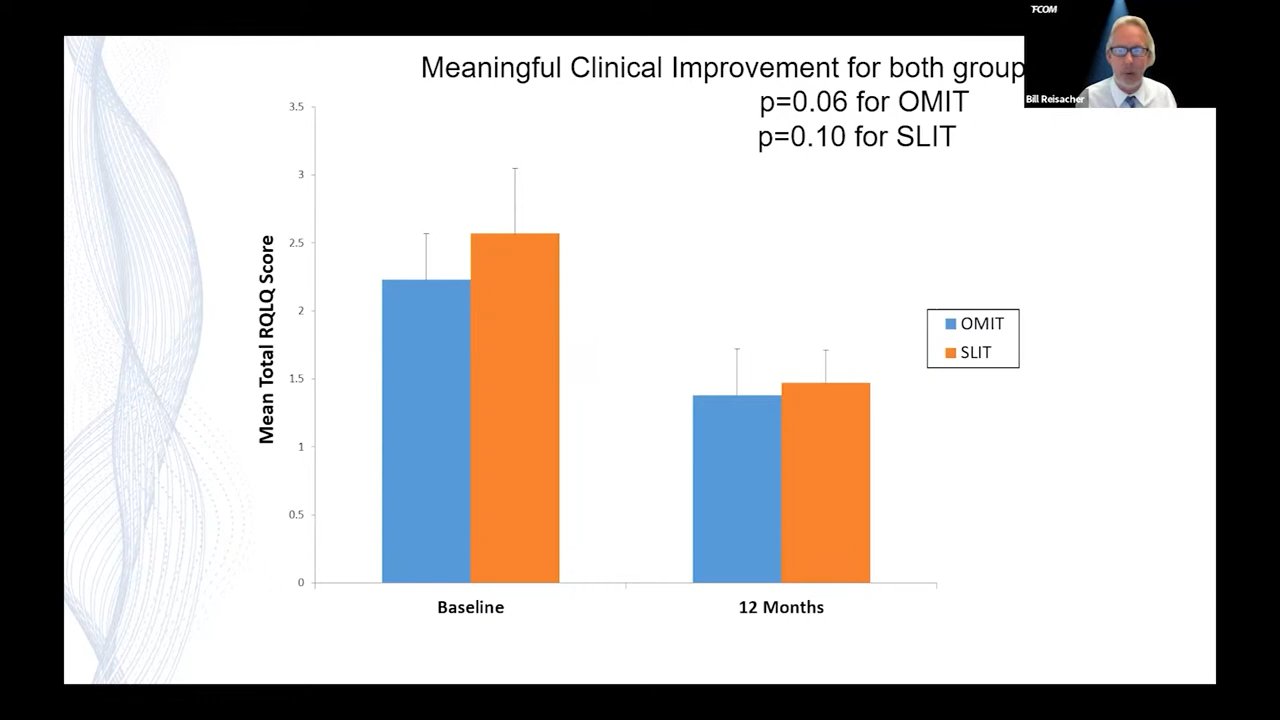 FCOM
Bill Reisacher
Meaningful Clinical Improvement for both group
p=0.06 for OMIT
p=0.10 for SLIT
Mean Total RQLQ Score
3.5
3
2.5
2
1.5
1
0.5
0
Baseline
12 Months
OMIT
SLIT